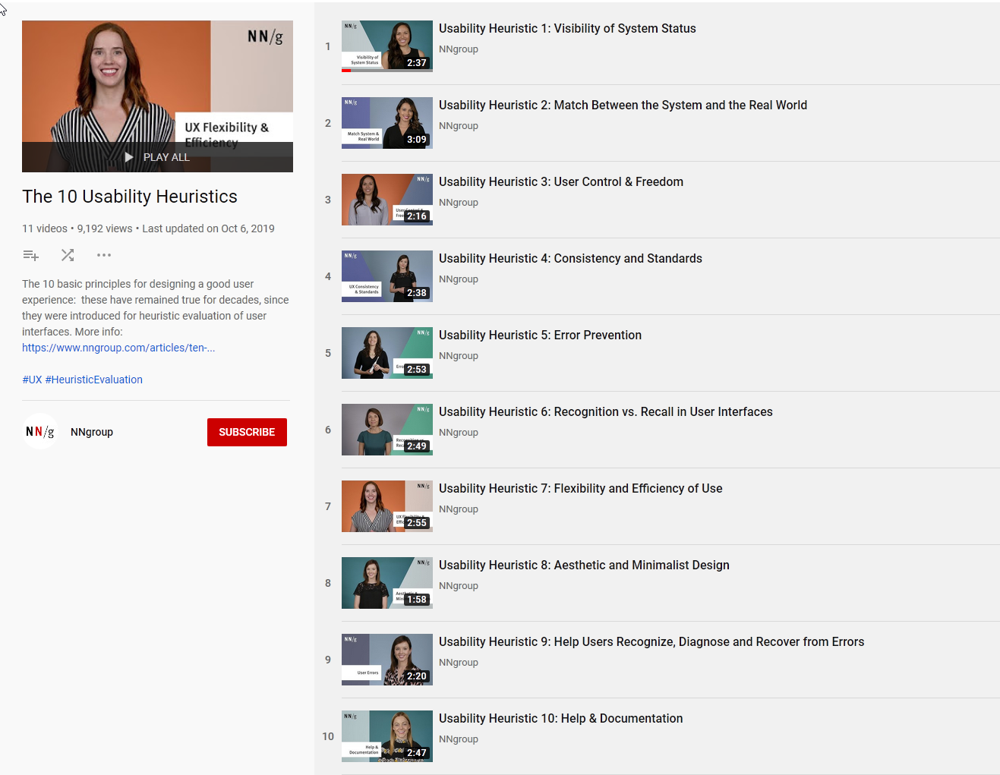 NN/g
UX Flexibility &
Efficiency
PLAY ALL
The 10 Usability Heuristics
11 videos • 9,192 views • Last updated on Oct 6, 2019
The 10 basic principles for designing a good user
experience:  these have remained true for decades, since
they were introduced for heuristic evaluation of user
interfaces. More info:
https://www.nngroup.com/articles/ten-...
#UX #HeuristicEvaluation
NN/g
NNgroup
SUBSCRIBE
1
NN/g
Visibility of
System Status
2:37
Usability Heuristic 1: Visibility of System Status
NNgroup
2
NN/g
Match System &
Real World
3:09
Usability Heuristic 2: Match Between the System and the Real World
NNgroup
3
NN/g
User Control &
2:16
Usability Heuristic 3: User Control & Freedom
NNgroup
4
NN/g
UX Consistency
& Standards
2:38
Usability Heuristic 4: Consistency and Standards
NNgroup
5
NN/g
2:53
Usability Heuristic 5: Error Prevention
NNgroup
6
NN/g
2:49
Usability Heuristic 6: Recognition vs. Recall in User Interfaces
NNgroup
7
NN/g
UX Flexibility &
2:55
Usability Heuristic 7: Flexibility and Efficiency of Use
NNgroup
8
NN/g
1:58
Usability Heuristic 8: Aesthetic and Minimalist Design
NNgroup
9
NN/g
User Errors
2:20
Usability Heuristic 9: Help Users Recognize, Diagnose and Recover from Errors
NNgroup
10
NN/g
Help &
Documentation
2:47
Usability Heuristic 10: Help & Documentation
NNgroup